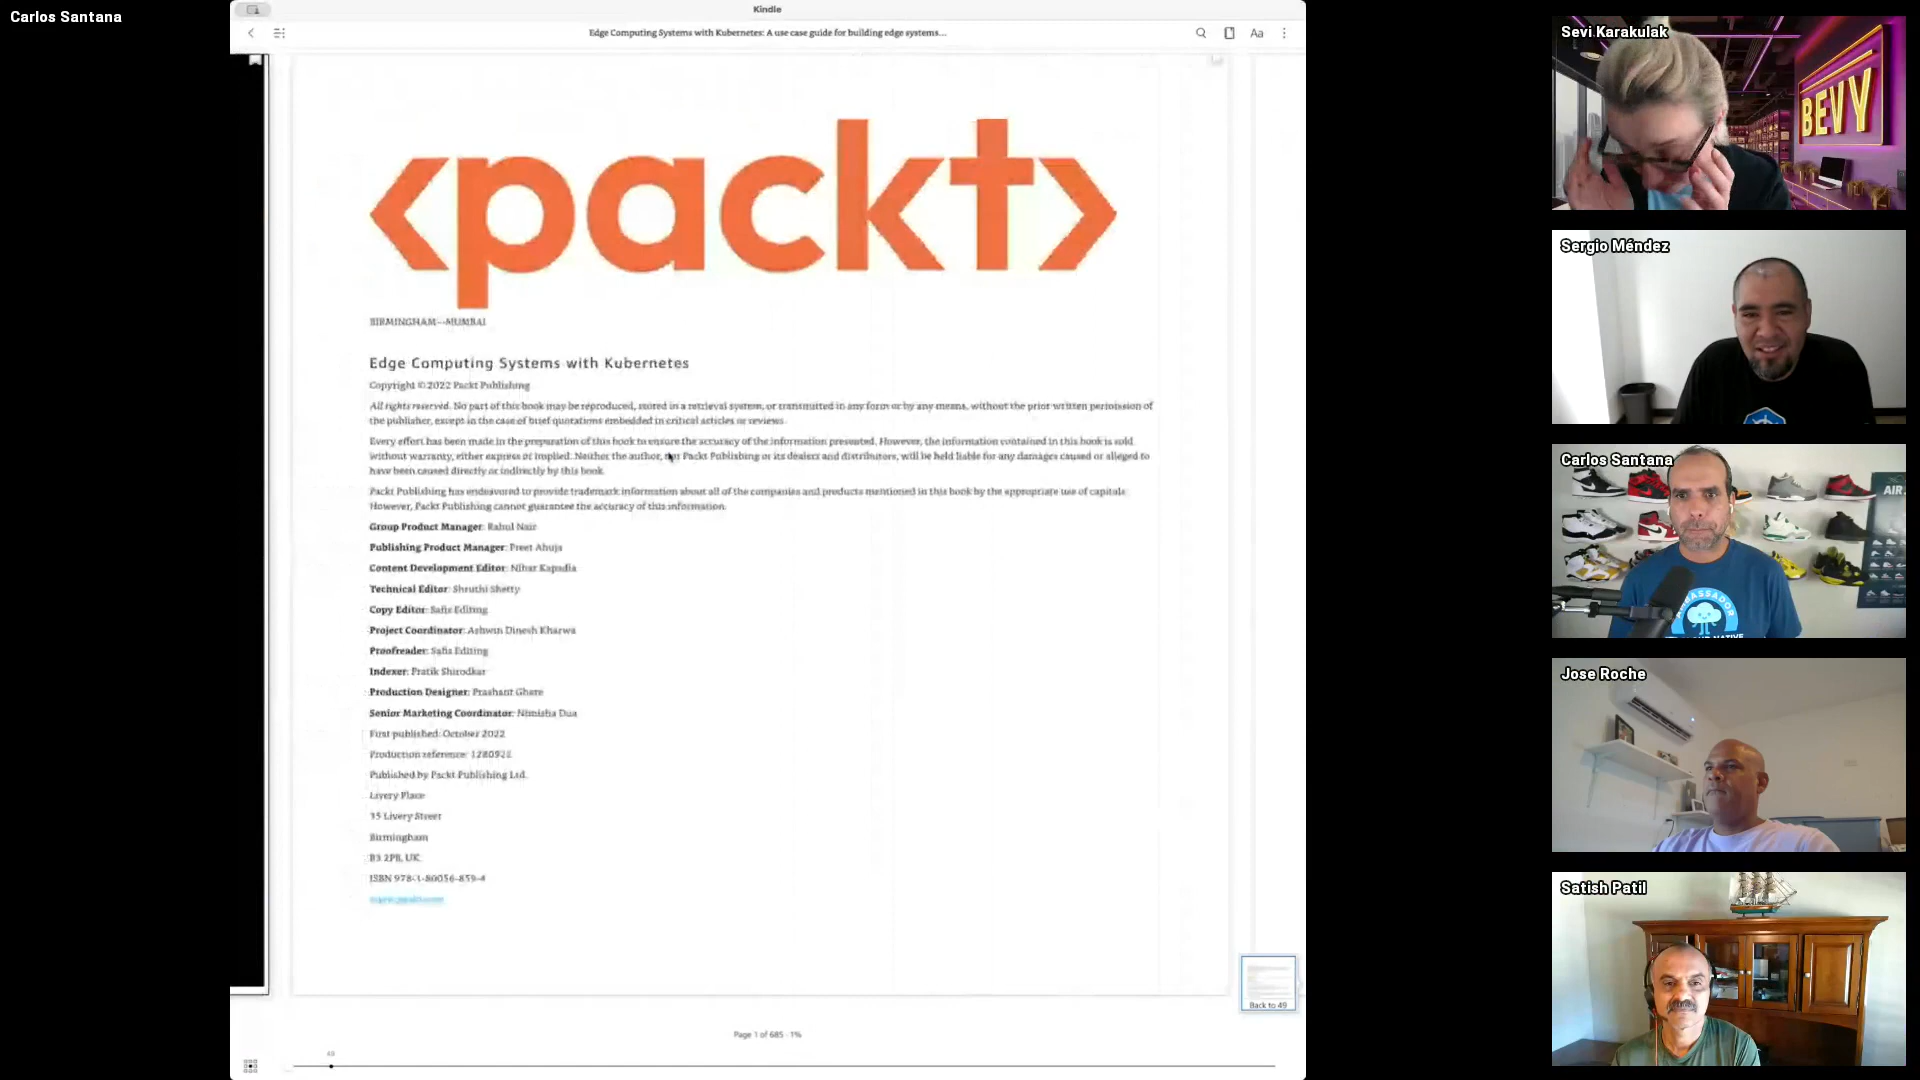 Carlos Santana
Kindle
Edge Computing Systems with Kubernetes: A use case guide for building edge systems...
Aa
<packt>
BIRMINGHAM—MUMBAI
Edge Computing Systems with Kubernetes
Copyright © 2022 Packt Publishing
All rights reserved. No part of this book may be reproduced, stored in a retrieval system, or transmitted in any form or by any means, without the prior written permission of
the publisher, except in the case of brief quotations embedded in critical articles or reviews.
Every effort has been made in the preparation of this book to ensure the accuracy of the information presented. However, the information contained in this book is sold
without warranty, either express or implied. Neither the author, nor Packt Publishing or its dealers and distributors, will be held liable for any damages caused or alleged to
have been caused directly or indirectly by this book.
Packt Publishing has endeavored to provide trademark information about all of the companies and products mentioned in this book by the appropriate use of capitals.
However, Packt Publishing cannot guarantee the accuracy of this information.
Group Product Manager: Rahul Nair
Publishing Product Manager: Preet Ahuja
Content Development Editor: Nihar Kapadia
Technical Editor: Shruthi Shetty
Copy Editor: Safis Editing
Project Coordinator: Ashwin Dinesh Kharwa
Proofreader: Safis Editing
Indexer: Pratik Shirodkar
Production Designer: Prashant Ghare
Senior Marketing Coordinator: Nimisha Dua
First published: October 2022
Production reference: 1280921
Published by Packt Publishing Ltd.
Livery Place
35 Livery Street
Birmingham
B3 2PB, UK.
ISBN 978-1-80056-859-4
www.packt.com
Back to 49
Page 1 of 685 · 1%
49
Sevi Karakulak
BEVY
Sergio Méndez
Carlos Santana
AIR
AMBASSADOR
Jose Roche
Satish Patil